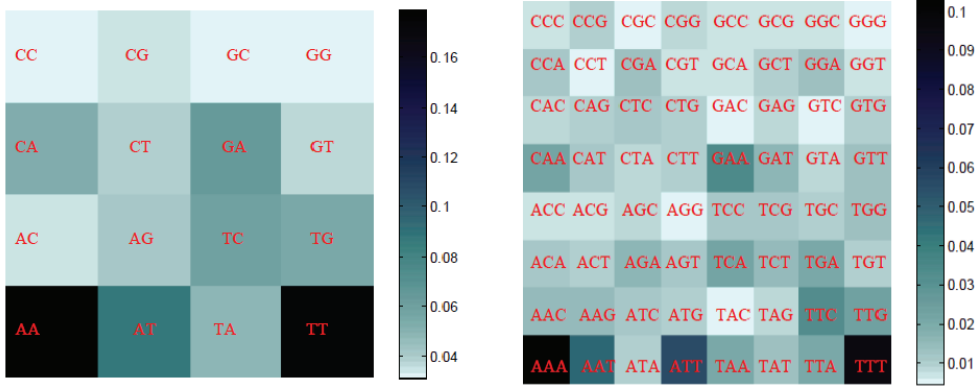 CC CG GC GG
CA CT GA GT
AC AG TC TG
AA AT TA TT
0.16
0.14
0.12
0.1
0.08
0.06
0.04
CCC CCG CGC CGG GCC GCG GGC GGG
CCA CCT CGA CGT GCA GCT GGA GGT
CAC CAG CTC CTG GAC GAG GTC GTG
CAA CAT CTA CTT GAA GAT GTA GTT
ACC ACG AGC AGG TCC TCG TGC TGG
ACA ACT AGA AGT TCA TCT TGA TGT
AAC AAG ATC ATG TAC TAG TTC TTG
AAA AAT ATA ATT TAA TAT TTA TTT
0.1
0.09
0.08
0.07
0.06
0.05
0.04
0.03
0.02
0.01